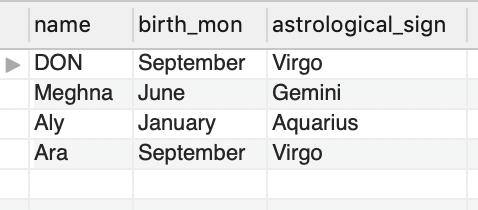 name birth_mon astrological_sign
DON September Virgo
Meghna June Gemini
Aly January Aquarius
Ara September Virgo